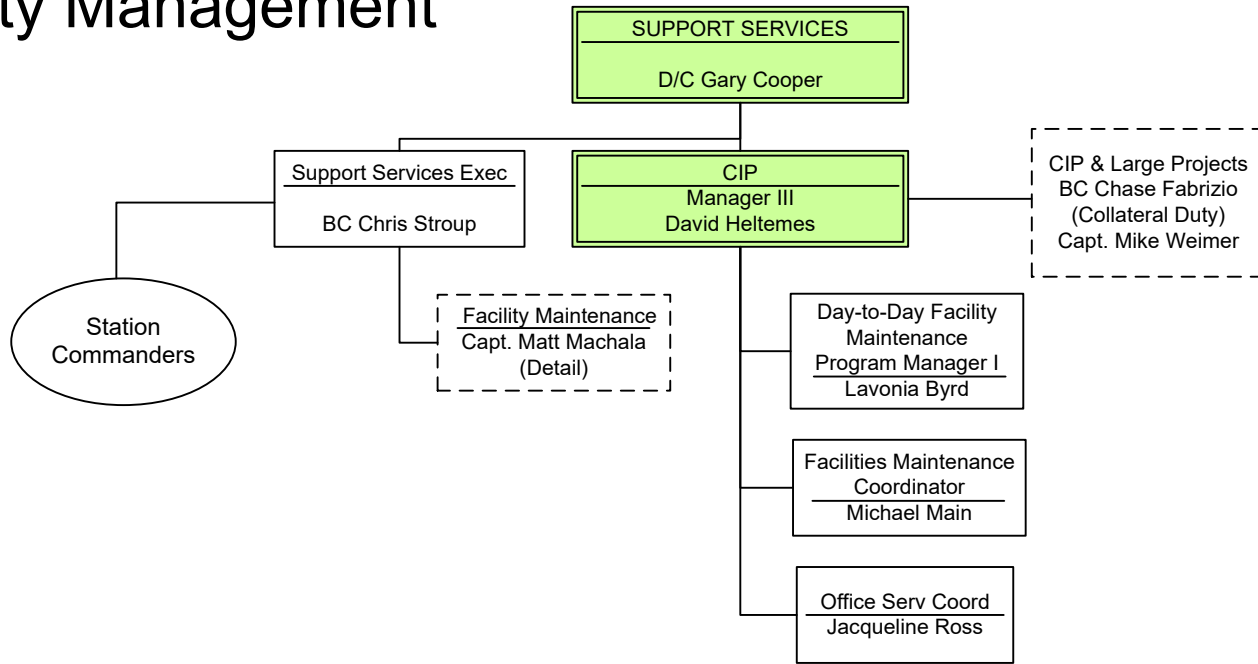 ty Management
SUPPORT SERVICES
D/C Gary Cooper
Support Services Exec
BC Chris Stroup
CIP
Manager III
David Heltemes
CIP & Large Projects
BC Chase Fabrizio
(Collateral Duty)
Capt. Mike Weimer
Station
Commanders
Facility Maintenance
Capt. Matt Machala
(Detail)
Day-to-Day Facility
Maintenance
Program Manager I
Lavonia Byrd
Facilities Maintenance
Coordinator
Michael Main
Office Serv Coord
Jacqueline Ross